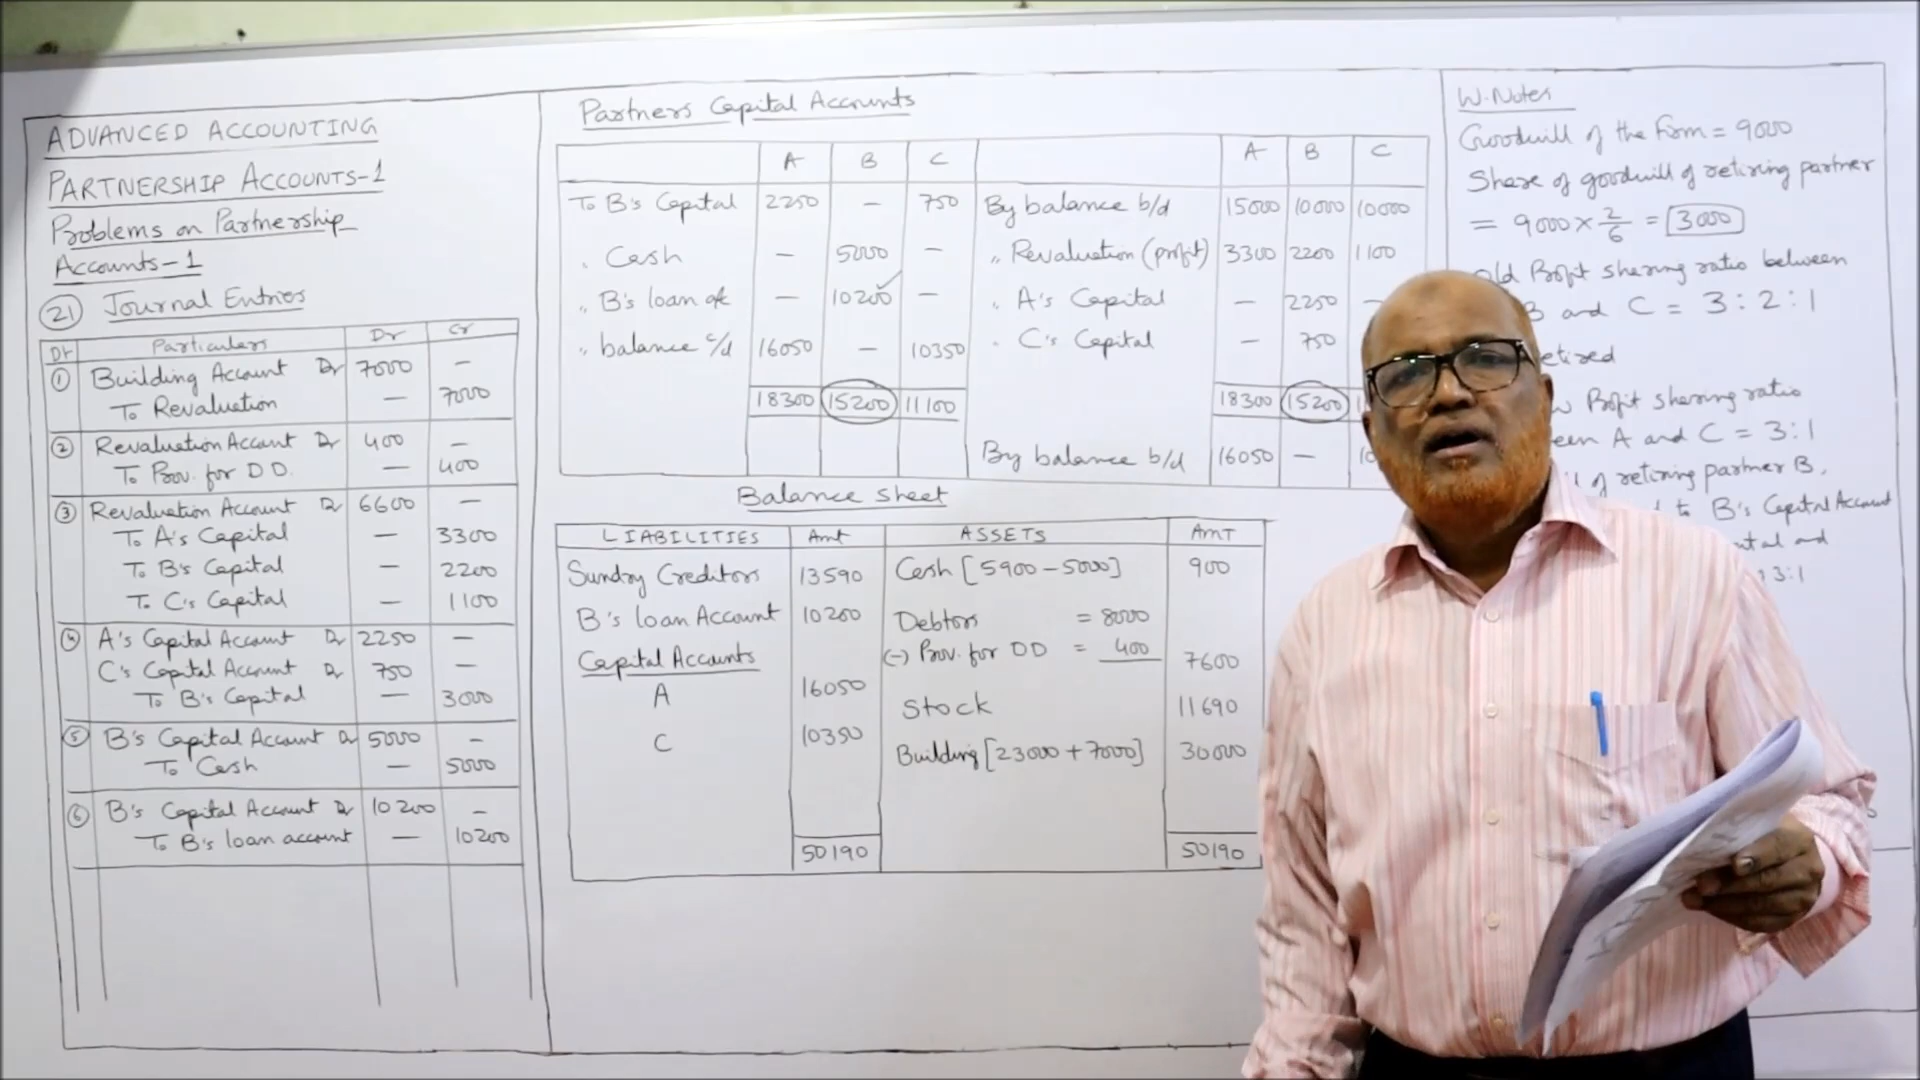 ADVANCED ACCOUNTING
PARTNERSHIP ACCOUNTS-1
Problems on Partnership
Accounts-1
21 Journal Entries
Dt Particulars Dr Cr
1 Building Account Dr 7000 —
To Revaluation — 7000
2 Revaluation Account Dr 400 —
To Prov. for D D. — 400
3 Revaluation Account Dr 6600 —
To A's Capital — 3300
To B's Capital — 2200
To C's Capital — 1100
4 A's Capital Account Dr 2250 —
C's Capital Account Dr 750 —
To B's Capital — 3000
5 B's Capital Account Dr 5000 -
To Cash — 5000
6 B's Capital Account Dr 10200 -
To B's loan account — 10200
Partners Capital Accounts
A B C A B C
To B's Capital 2250 — 750 By balance b/d 15000 10000 10000
" Cash — 5000 — " Revaluation (profit) 3300 2200 1100
" B's loan a/c — 10200 — " A's Capital — 2250 —
" balance c/d 16050 — 10350 " C's Capital — 750
18300 15200 11100 18300 15200
By balance b/d 16050 —
Balance Sheet
LIABILITIES Amt ASSETS AMT
Sundry Creditors 13590 Cash [5900 - 5000] 900
B's loan Account 10200 Debtors = 8000
Capital Accounts (-) Prov. for DD = 400 7600
A 16050 Stock 11690
C 10350 Building [23000 + 7000] 30000
50190 50190
W. Notes
Goodwill of the Firm = 9000
Share of goodwill of retiring partner
= 9000 × 2/6 = 3000
Old Profit sharing ratio between
B and C = 3 : 2 : 1
retired
Profit sharing ratio
A and C = 3 : 1
of retiring partner B,
to B's Capital Account
and
3:1